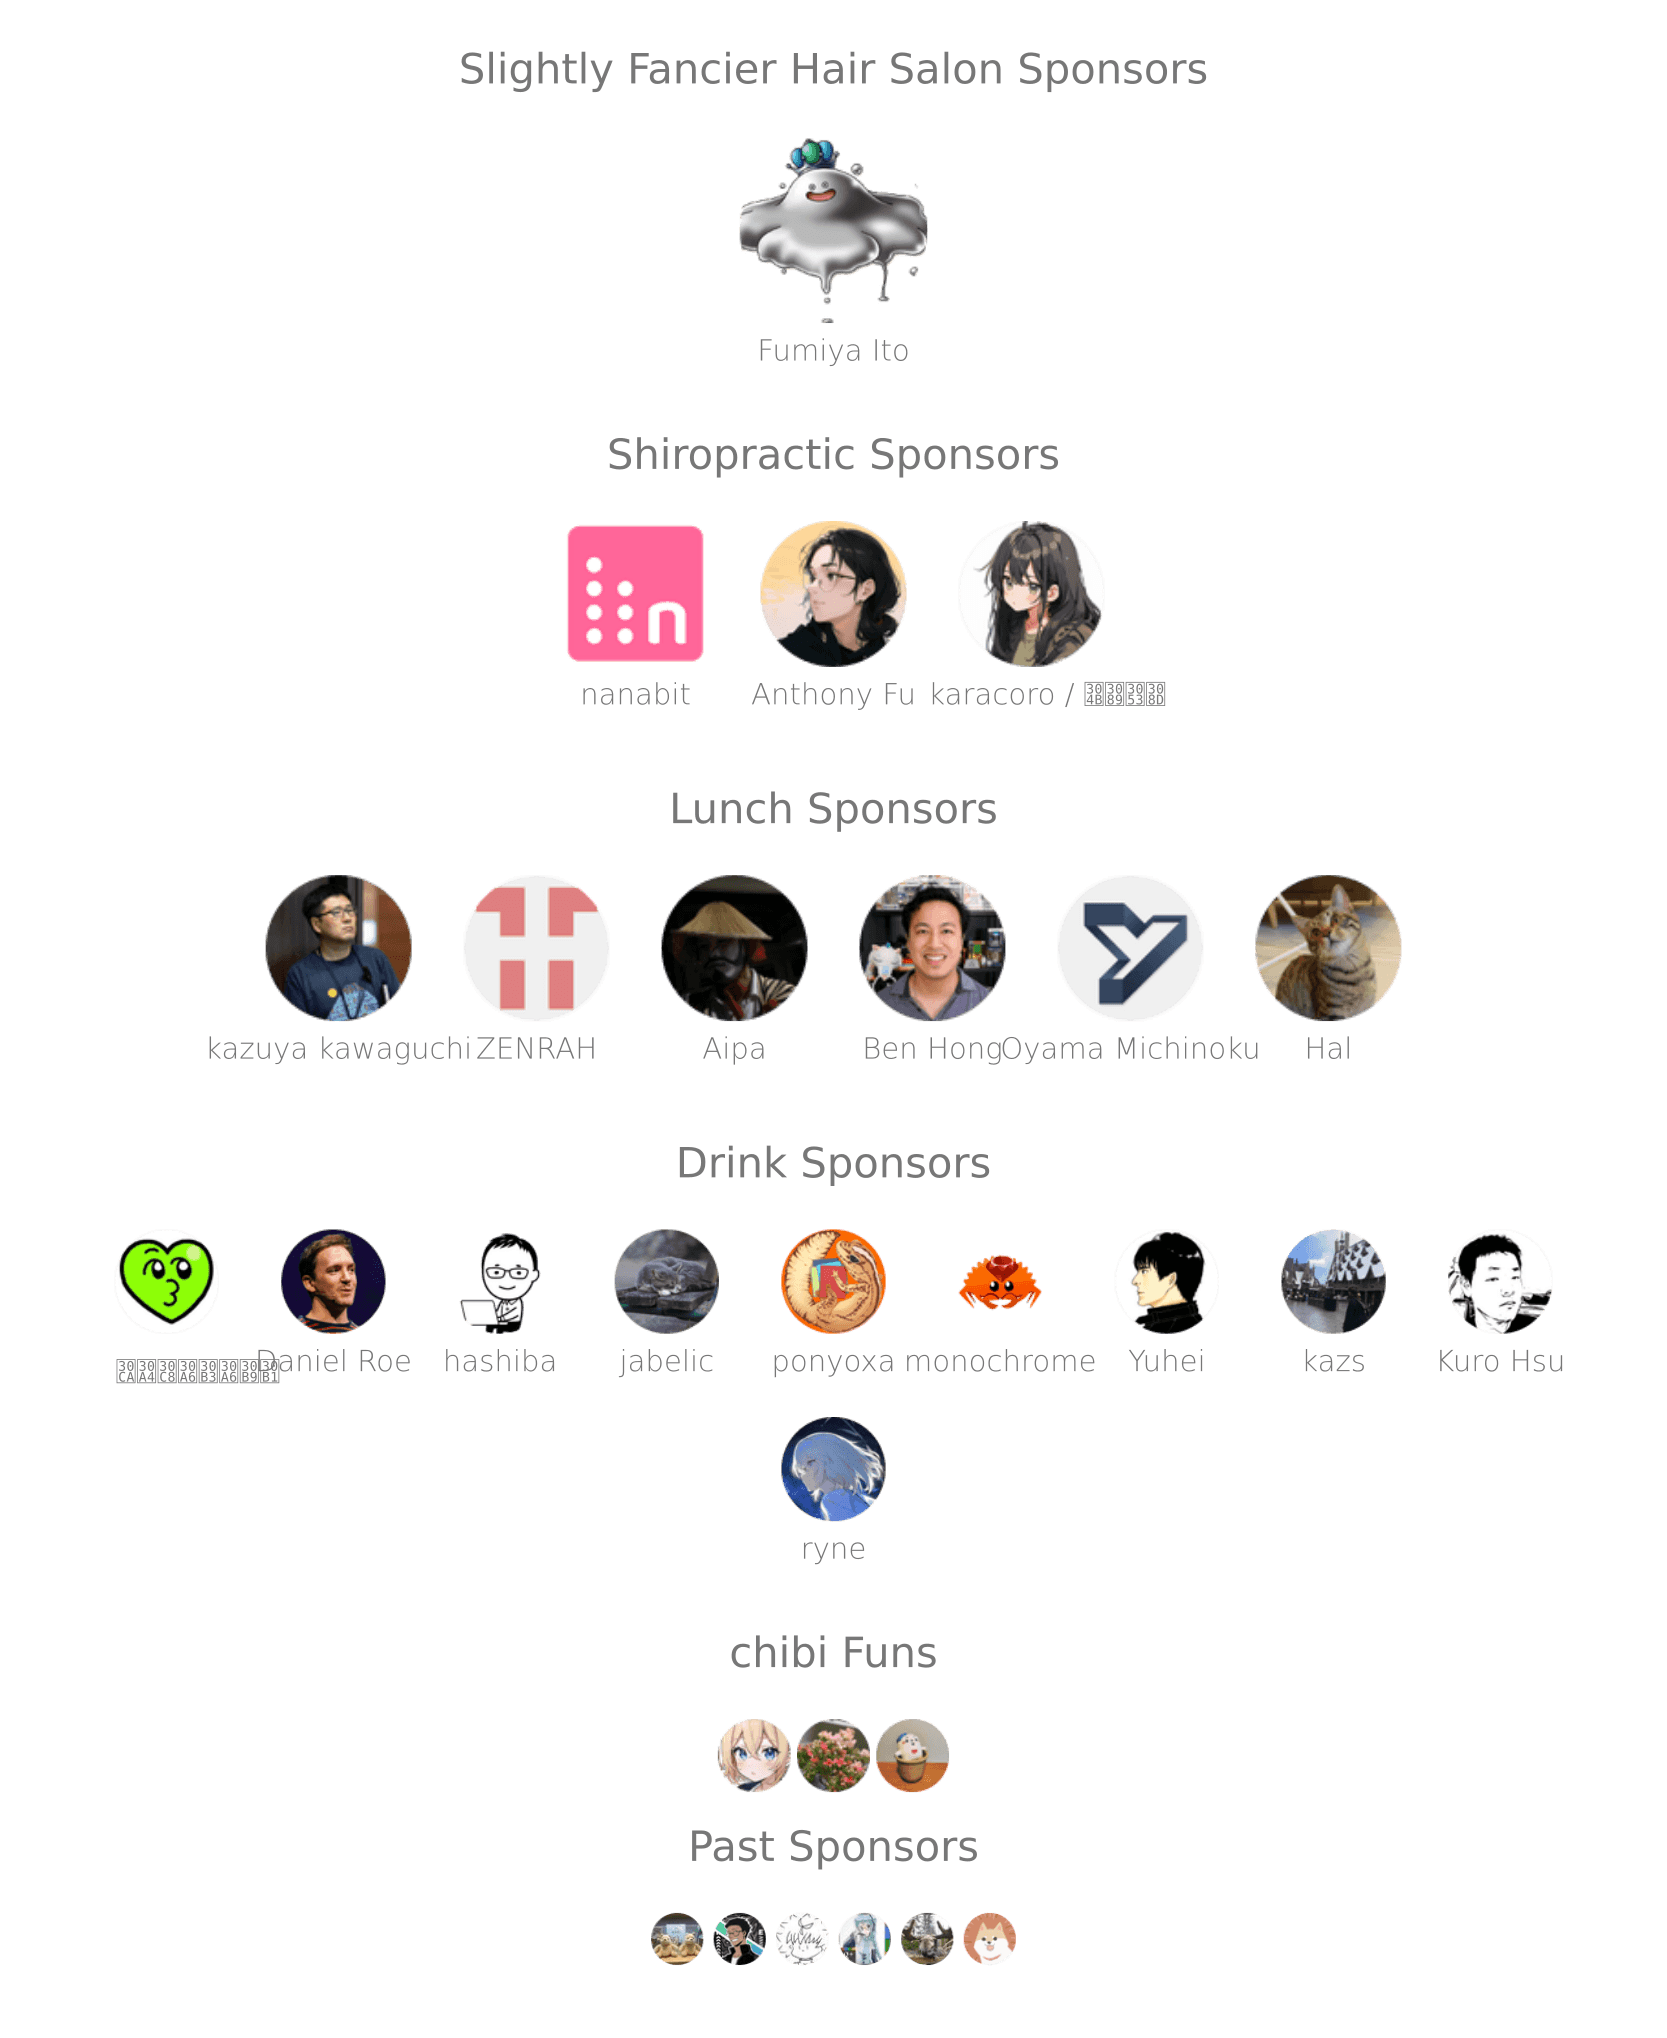 Slightly Fancier Hair Salon Sponsors
Fumiya Ito
Shiropractic Sponsors
n
nanabit
Anthony Fu
karacoro /
Lunch Sponsors
kazuya kawaguchi
ZENRAH
Aipa
Ben Hong
Oyama Michinoku
Hal
Drink Sponsors
Daniel Roe
hashiba
jabelic
ponyoxa
monochrome
Yuhei
kazs
Kuro Hsu
ryne
chibi Funs
Past Sponsors